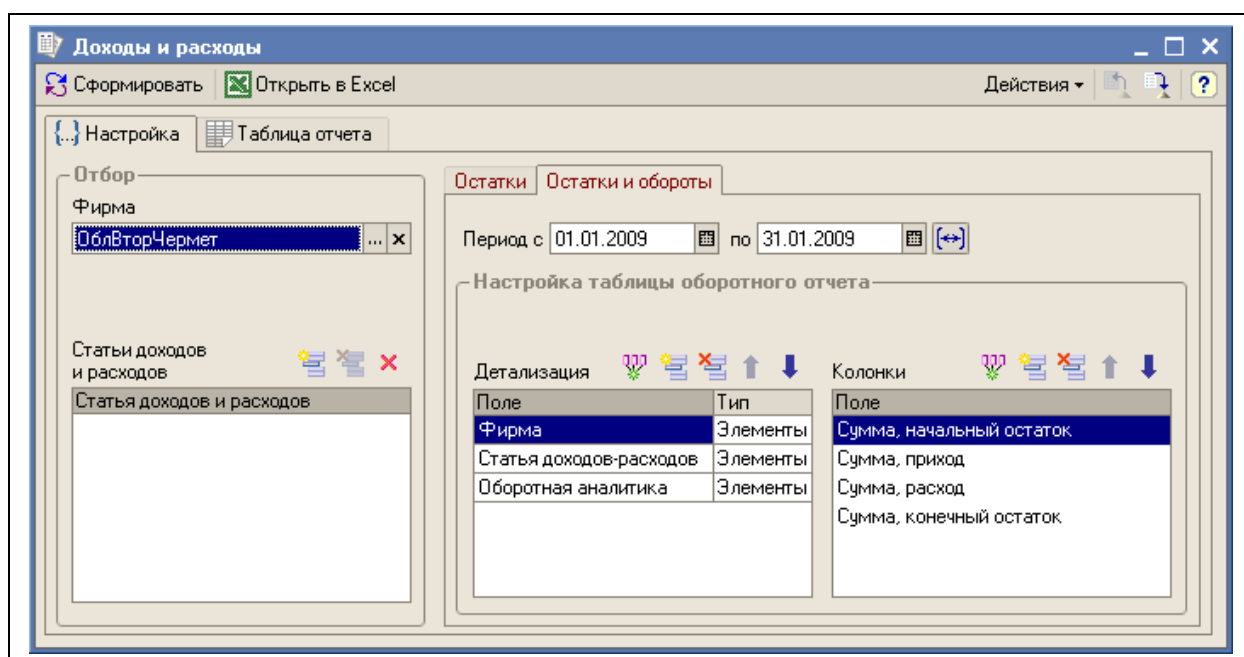 Доходы и расходы
Сформировать Открыть в Excel Действия ?
{...} Настройка Таблица отчета
Отбор
Фирма
ОблВторЧермет ... x
Статьи доходов
и расходов
Статья доходов и расходов
Остатки Остатки и обороты
Период с 01.01.2009 по 31.01.2009
Настройка таблицы оборотного отчета
Детализация
Поле Тип
Фирма Элементы
Статья доходов-расходов Элементы
Оборотная аналитика Элементы
Колонки
Поле
Сумма, начальный остаток
Сумма, приход
Сумма, расход
Сумма, конечный остаток